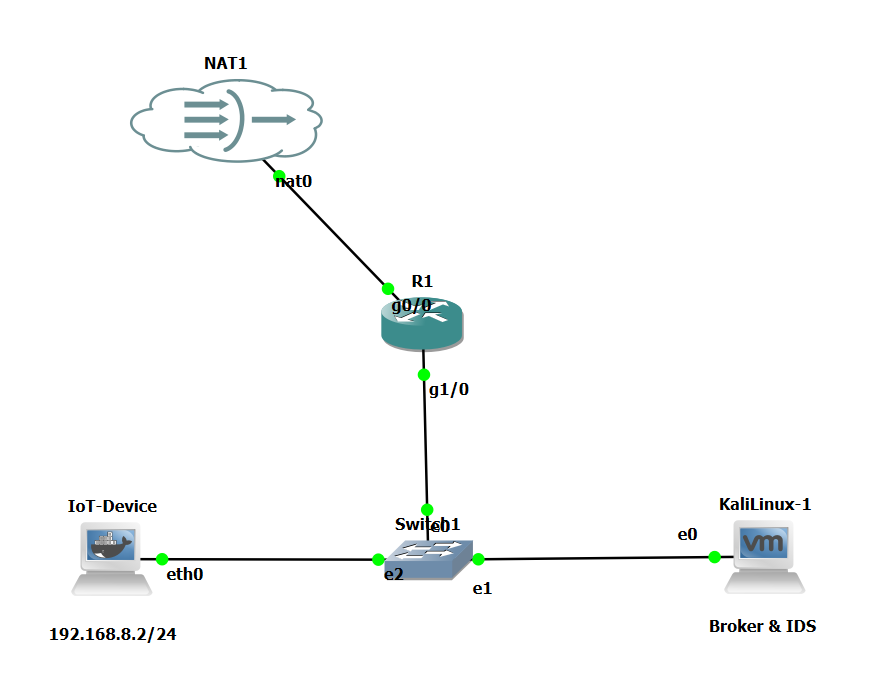 NAT1
nat0
R1
g0/0
g1/0
IoT-Device
KaliLinux-1
Switch1
e0
e0
eth0
e2
e1
vm
192.168.8.2/24
Broker & IDS